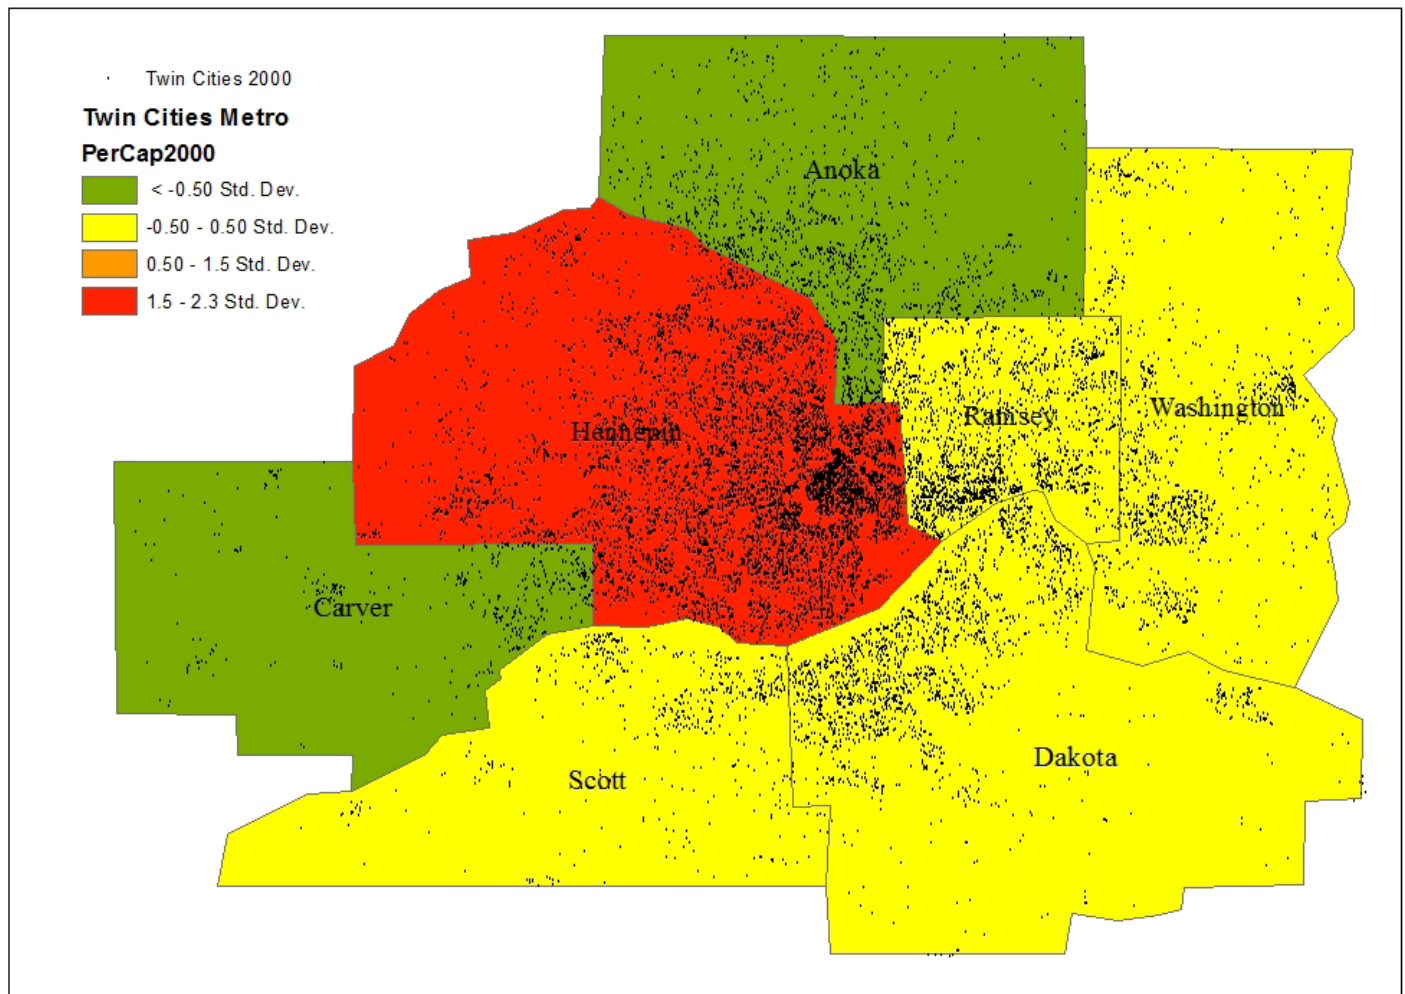 Twin Cities 2000
Twin Cities Metro
PerCap2000
< -0.50 Std. Dev.
-0.50 - 0.50 Std. Dev.
0.50 - 1.5 Std. Dev.
1.5 - 2.3 Std. Dev.
Anoka
Hennepin
Ramsey
Washington
Carver
Scott
Dakota